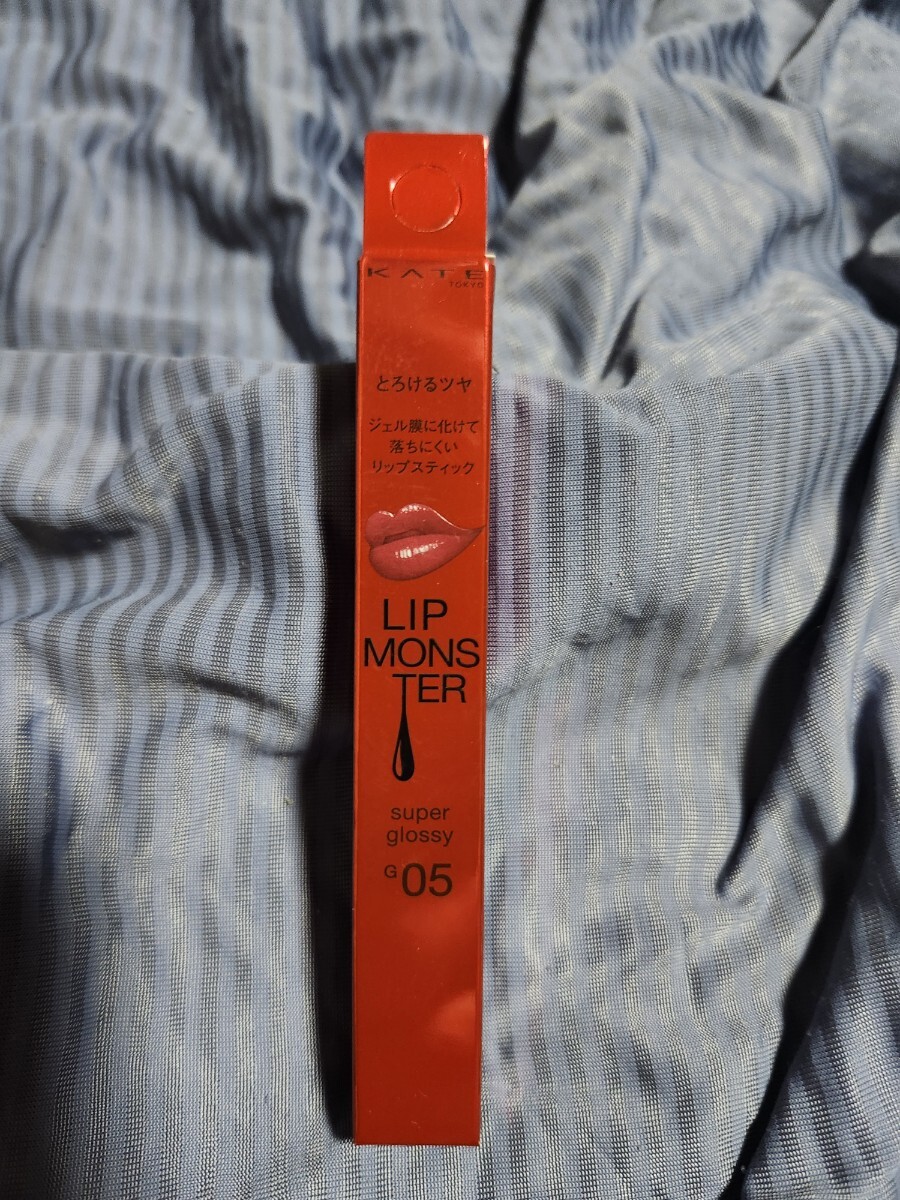 KATE
TOKYO
とろけるツヤ
ジェル膜に化けて
落ちにくい
リップスティック
LIP
MONS
TER
super
glossy
G05